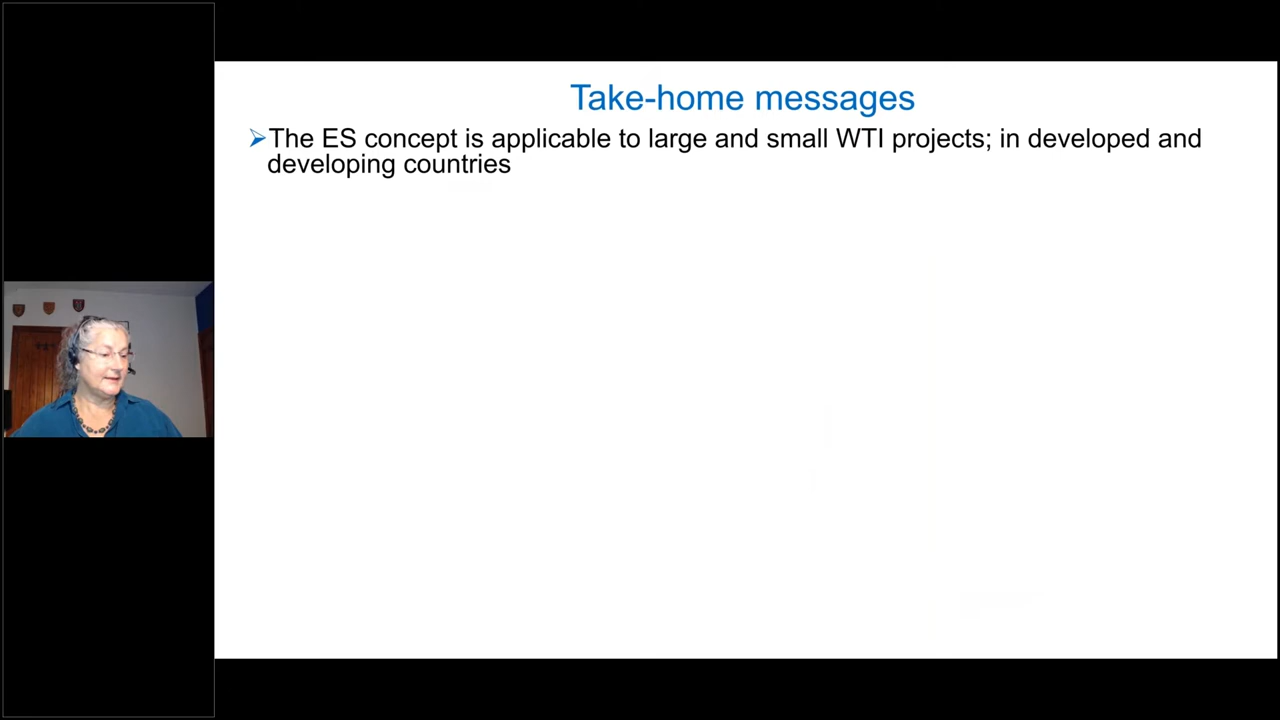 Take-home messages
➢The ES concept is applicable to large and small WTI projects; in developed and
developing countries